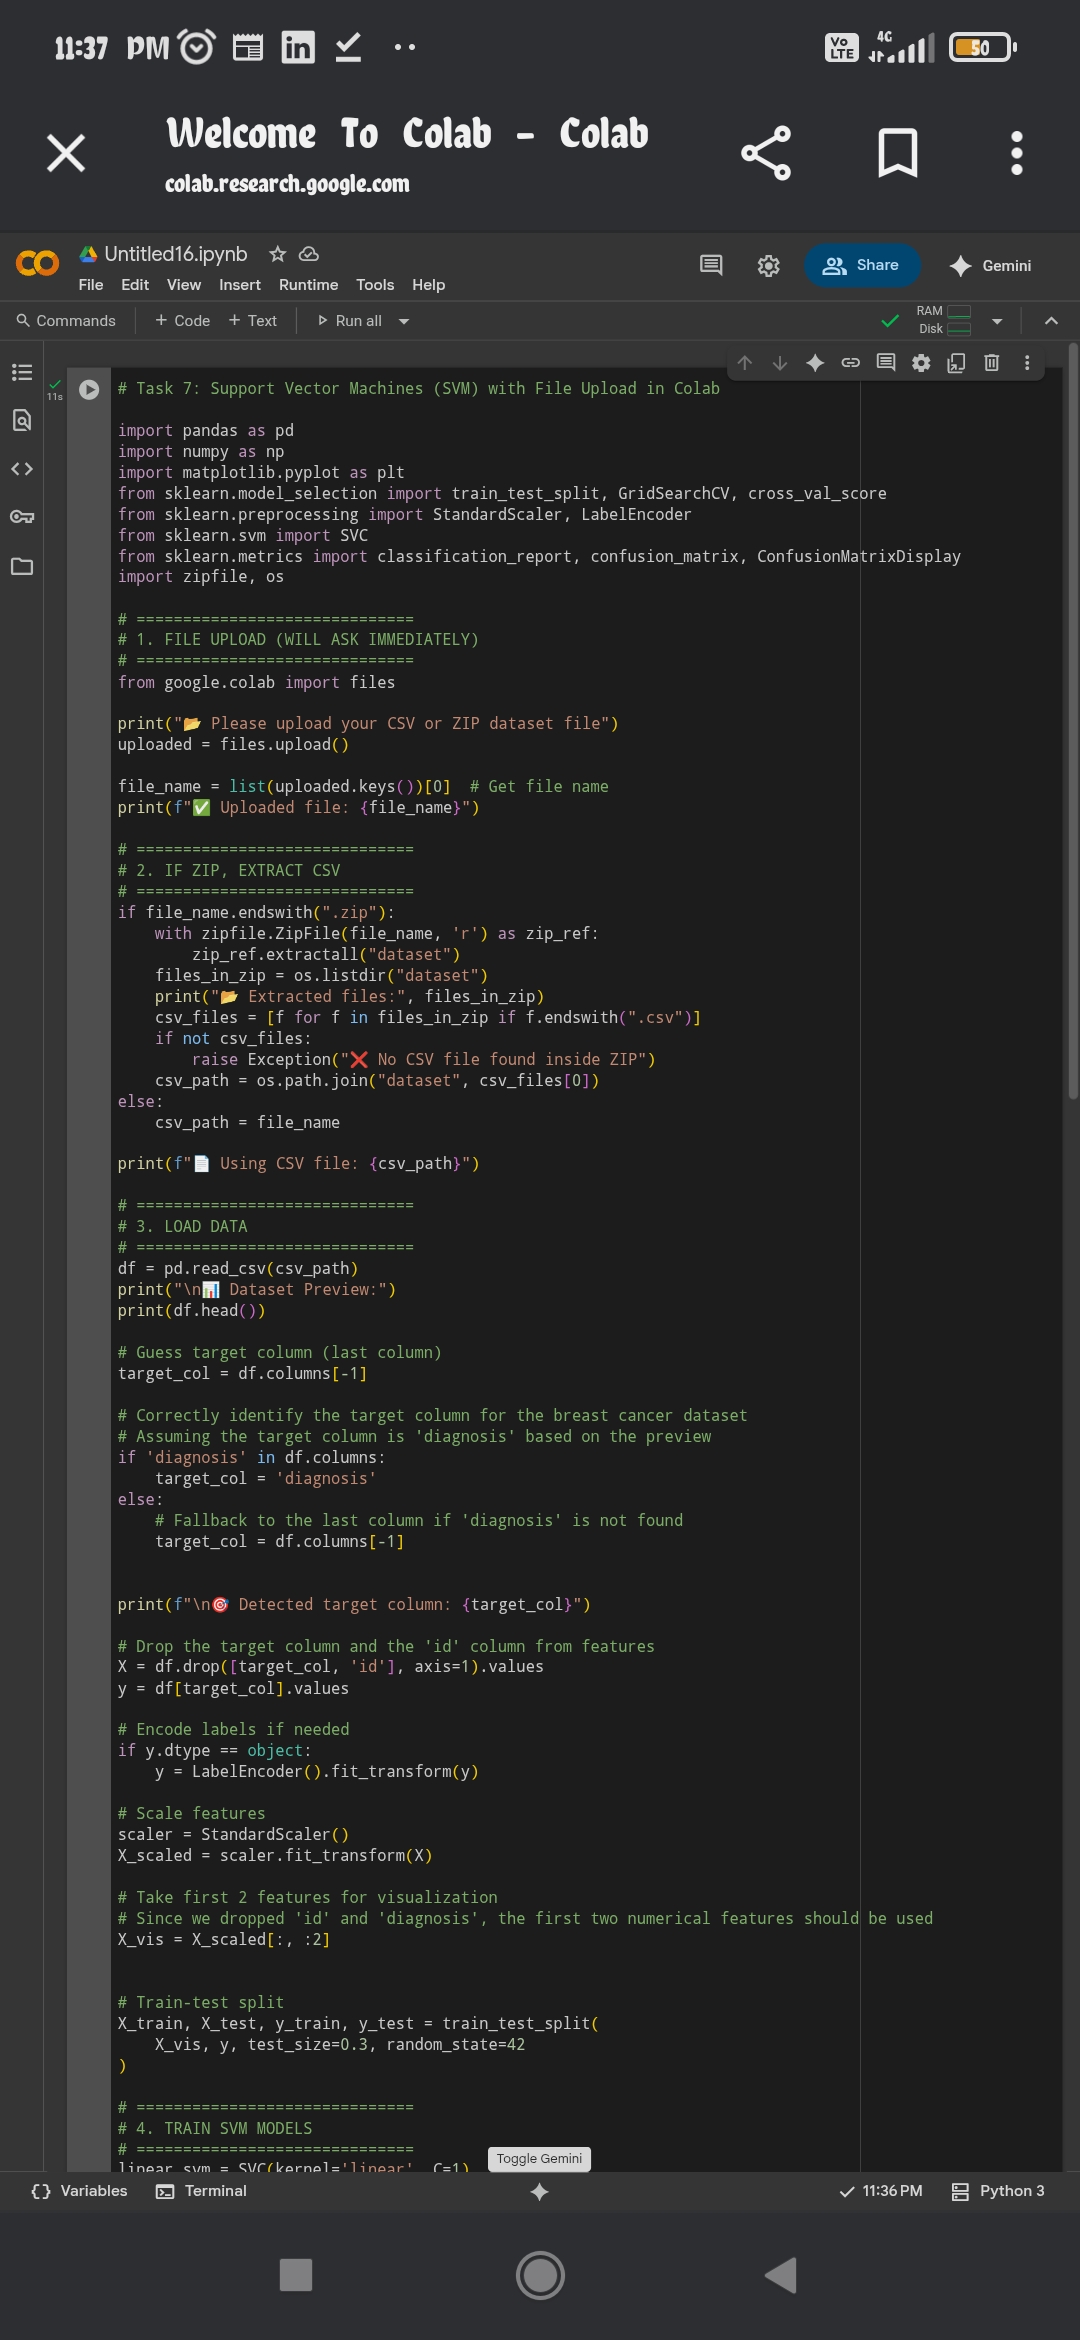 11:37 PM
Vo LTE 4G 50
Welcome To Colab - Colab
colab.research.google.com
Untitled16.ipynb
Share
Gemini
File Edit View Insert Runtime Tools Help
Commands + Code + Text Run all
RAM
Disk
11s
# Task 7: Support Vector Machines (SVM) with File Upload in Colab
import pandas as pd
import numpy as np
import matplotlib.pyplot as plt
from sklearn.model_selection import train_test_split, GridSearchCV, cross_val_score
from sklearn.preprocessing import StandardScaler, LabelEncoder
from sklearn.svm import SVC
from sklearn.metrics import classification_report, confusion_matrix, ConfusionMatrixDisplay
import zipfile, os
# ==============================
# 1. FILE UPLOAD (WILL ASK IMMEDIATELY)
# ==============================
from google.colab import files
print("📂 Please upload your CSV or ZIP dataset file")
uploaded = files.upload()
file_name = list(uploaded.keys())[0]  # Get file name
print(f"✅ Uploaded file: {file_name}")
# ==============================
# 2. IF ZIP, EXTRACT CSV
# ==============================
if file_name.endswith(".zip"):
    with zipfile.ZipFile(file_name, 'r') as zip_ref:
        zip_ref.extractall("dataset")
    files_in_zip = os.listdir("dataset")
    print("📂 Extracted files:", files_in_zip)
    csv_files = [f for f in files_in_zip if f.endswith(".csv")]
    if not csv_files:
        raise Exception("❌ No CSV file found inside ZIP")
    csv_path = os.path.join("dataset", csv_files[0])
else:
    csv_path = file_name
print(f"📄 Using CSV file: {csv_path}")
# ==============================
# 3. LOAD DATA
# ==============================
df = pd.read_csv(csv_path)
print("\n📊 Dataset Preview:")
print(df.head())
# Guess target column (last column)
target_col = df.columns[-1]
# Correctly identify the target column for the breast cancer dataset
# Assuming the target column is 'diagnosis' based on the preview
if 'diagnosis' in df.columns:
    target_col = 'diagnosis'
else:
    # Fallback to the last column if 'diagnosis' is not found
    target_col = df.columns[-1]
print(f"\n🎯 Detected target column: {target_col}")
# Drop the target column and the 'id' column from features
X = df.drop([target_col, 'id'], axis=1).values
y = df[target_col].values
# Encode labels if needed
if y.dtype == object:
    y = LabelEncoder().fit_transform(y)
# Scale features
scaler = StandardScaler()
X_scaled = scaler.fit_transform(X)
# Take first 2 features for visualization
# Since we dropped 'id' and 'diagnosis', the first two numerical features should be used
X_vis = X_scaled[:, :2]
# Train-test split
X_train, X_test, y_train, y_test = train_test_split(
    X_vis, y, test_size=0.3, random_state=42
)
# ==============================
# 4. TRAIN SVM MODELS
# ==============================
linear_svm = SVC(kernel='linear', C=1)
Toggle Gemini
Variables Terminal
11:36 PM Python 3